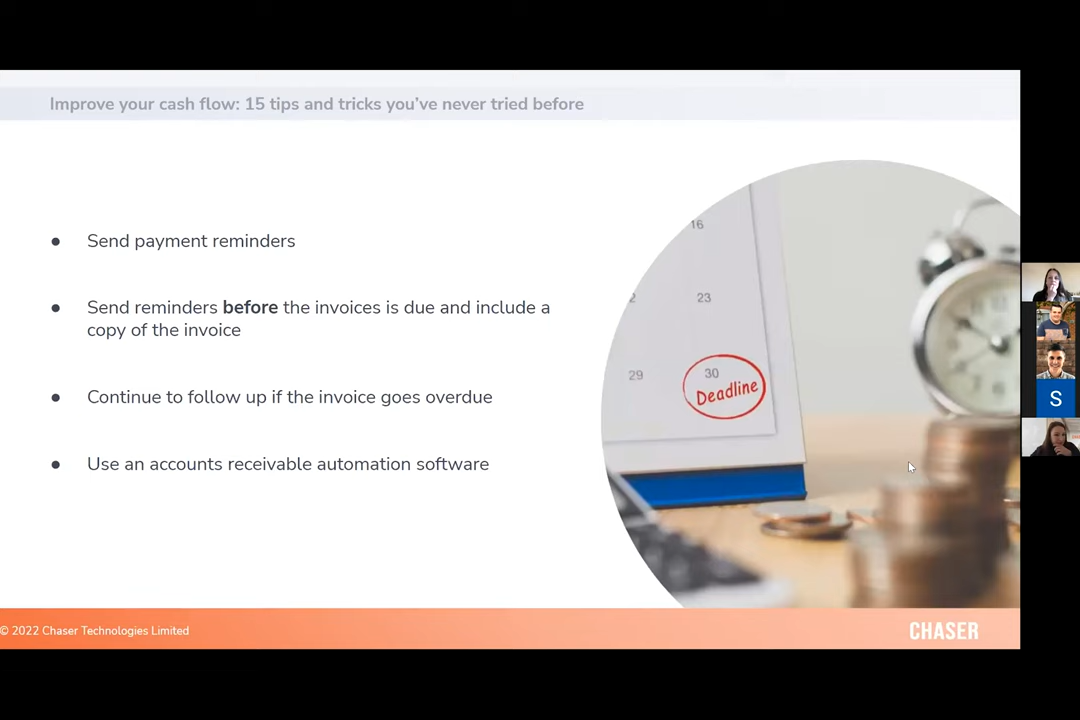 Improve your cash flow: 15 tips and tricks you've never tried before
● Send payment reminders
● Send reminders before the invoices is due and include a
copy of the invoice
● Continue to follow up if the invoice goes overdue
● Use an accounts receivable automation software
16
23
29
30
Deadline
S
© 2022 Chaser Technologies Limited
CHASER